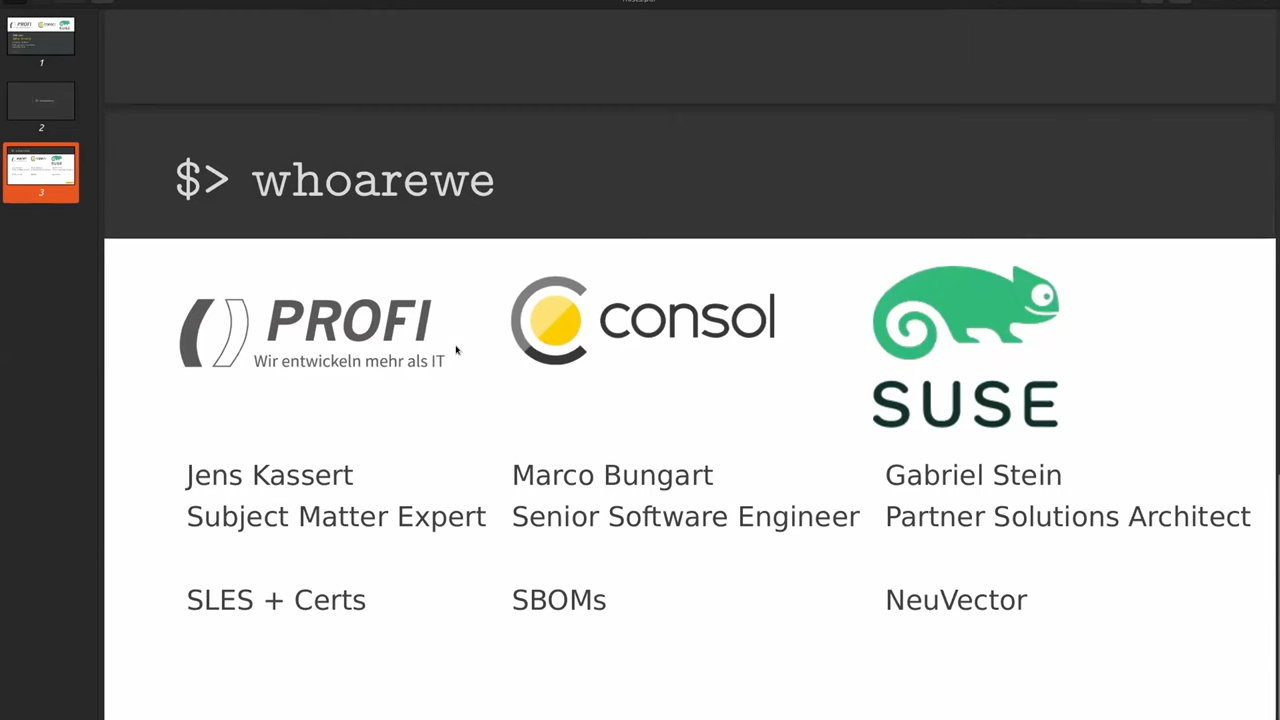 1
2
3
$> whoarewe
PROFI
Wir entwickeln mehr als IT
consol
SUSE
Jens Kassert
Subject Matter Expert
SLES + Certs
Marco Bungart
Senior Software Engineer
SBOMs
Gabriel Stein
Partner Solutions Architect
NeuVector